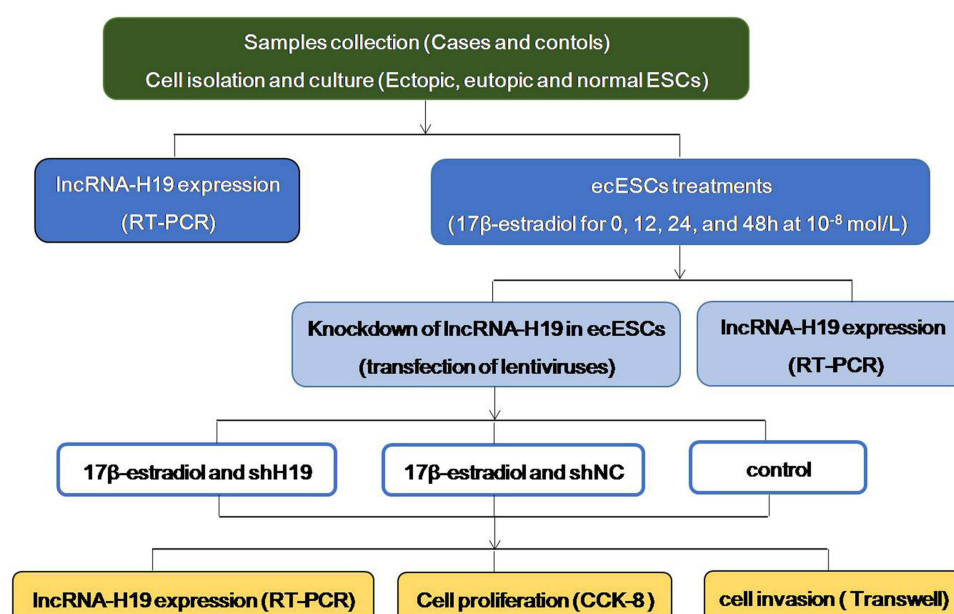 Samples collection (Cases and contols)
Cell isolation and culture (Ectopic, eutopic and normal ESCs)
lncRNA-H19 expression
(RT-PCR)
ecESCs treatments
(17β-estradiol for 0, 12, 24, and 48h at 10⁻⁸ mol/L)
Knockdown of lncRNA-H19 in ecESCs
(transfection of lentiviruses)
lncRNA-H19 expression
(RT-PCR)
17β-estradiol and shH19
17β-estradiol and shNC
control
lncRNA-H19 expression (RT-PCR)
Cell proliferation (CCK-8)
cell invasion ( Transwell)